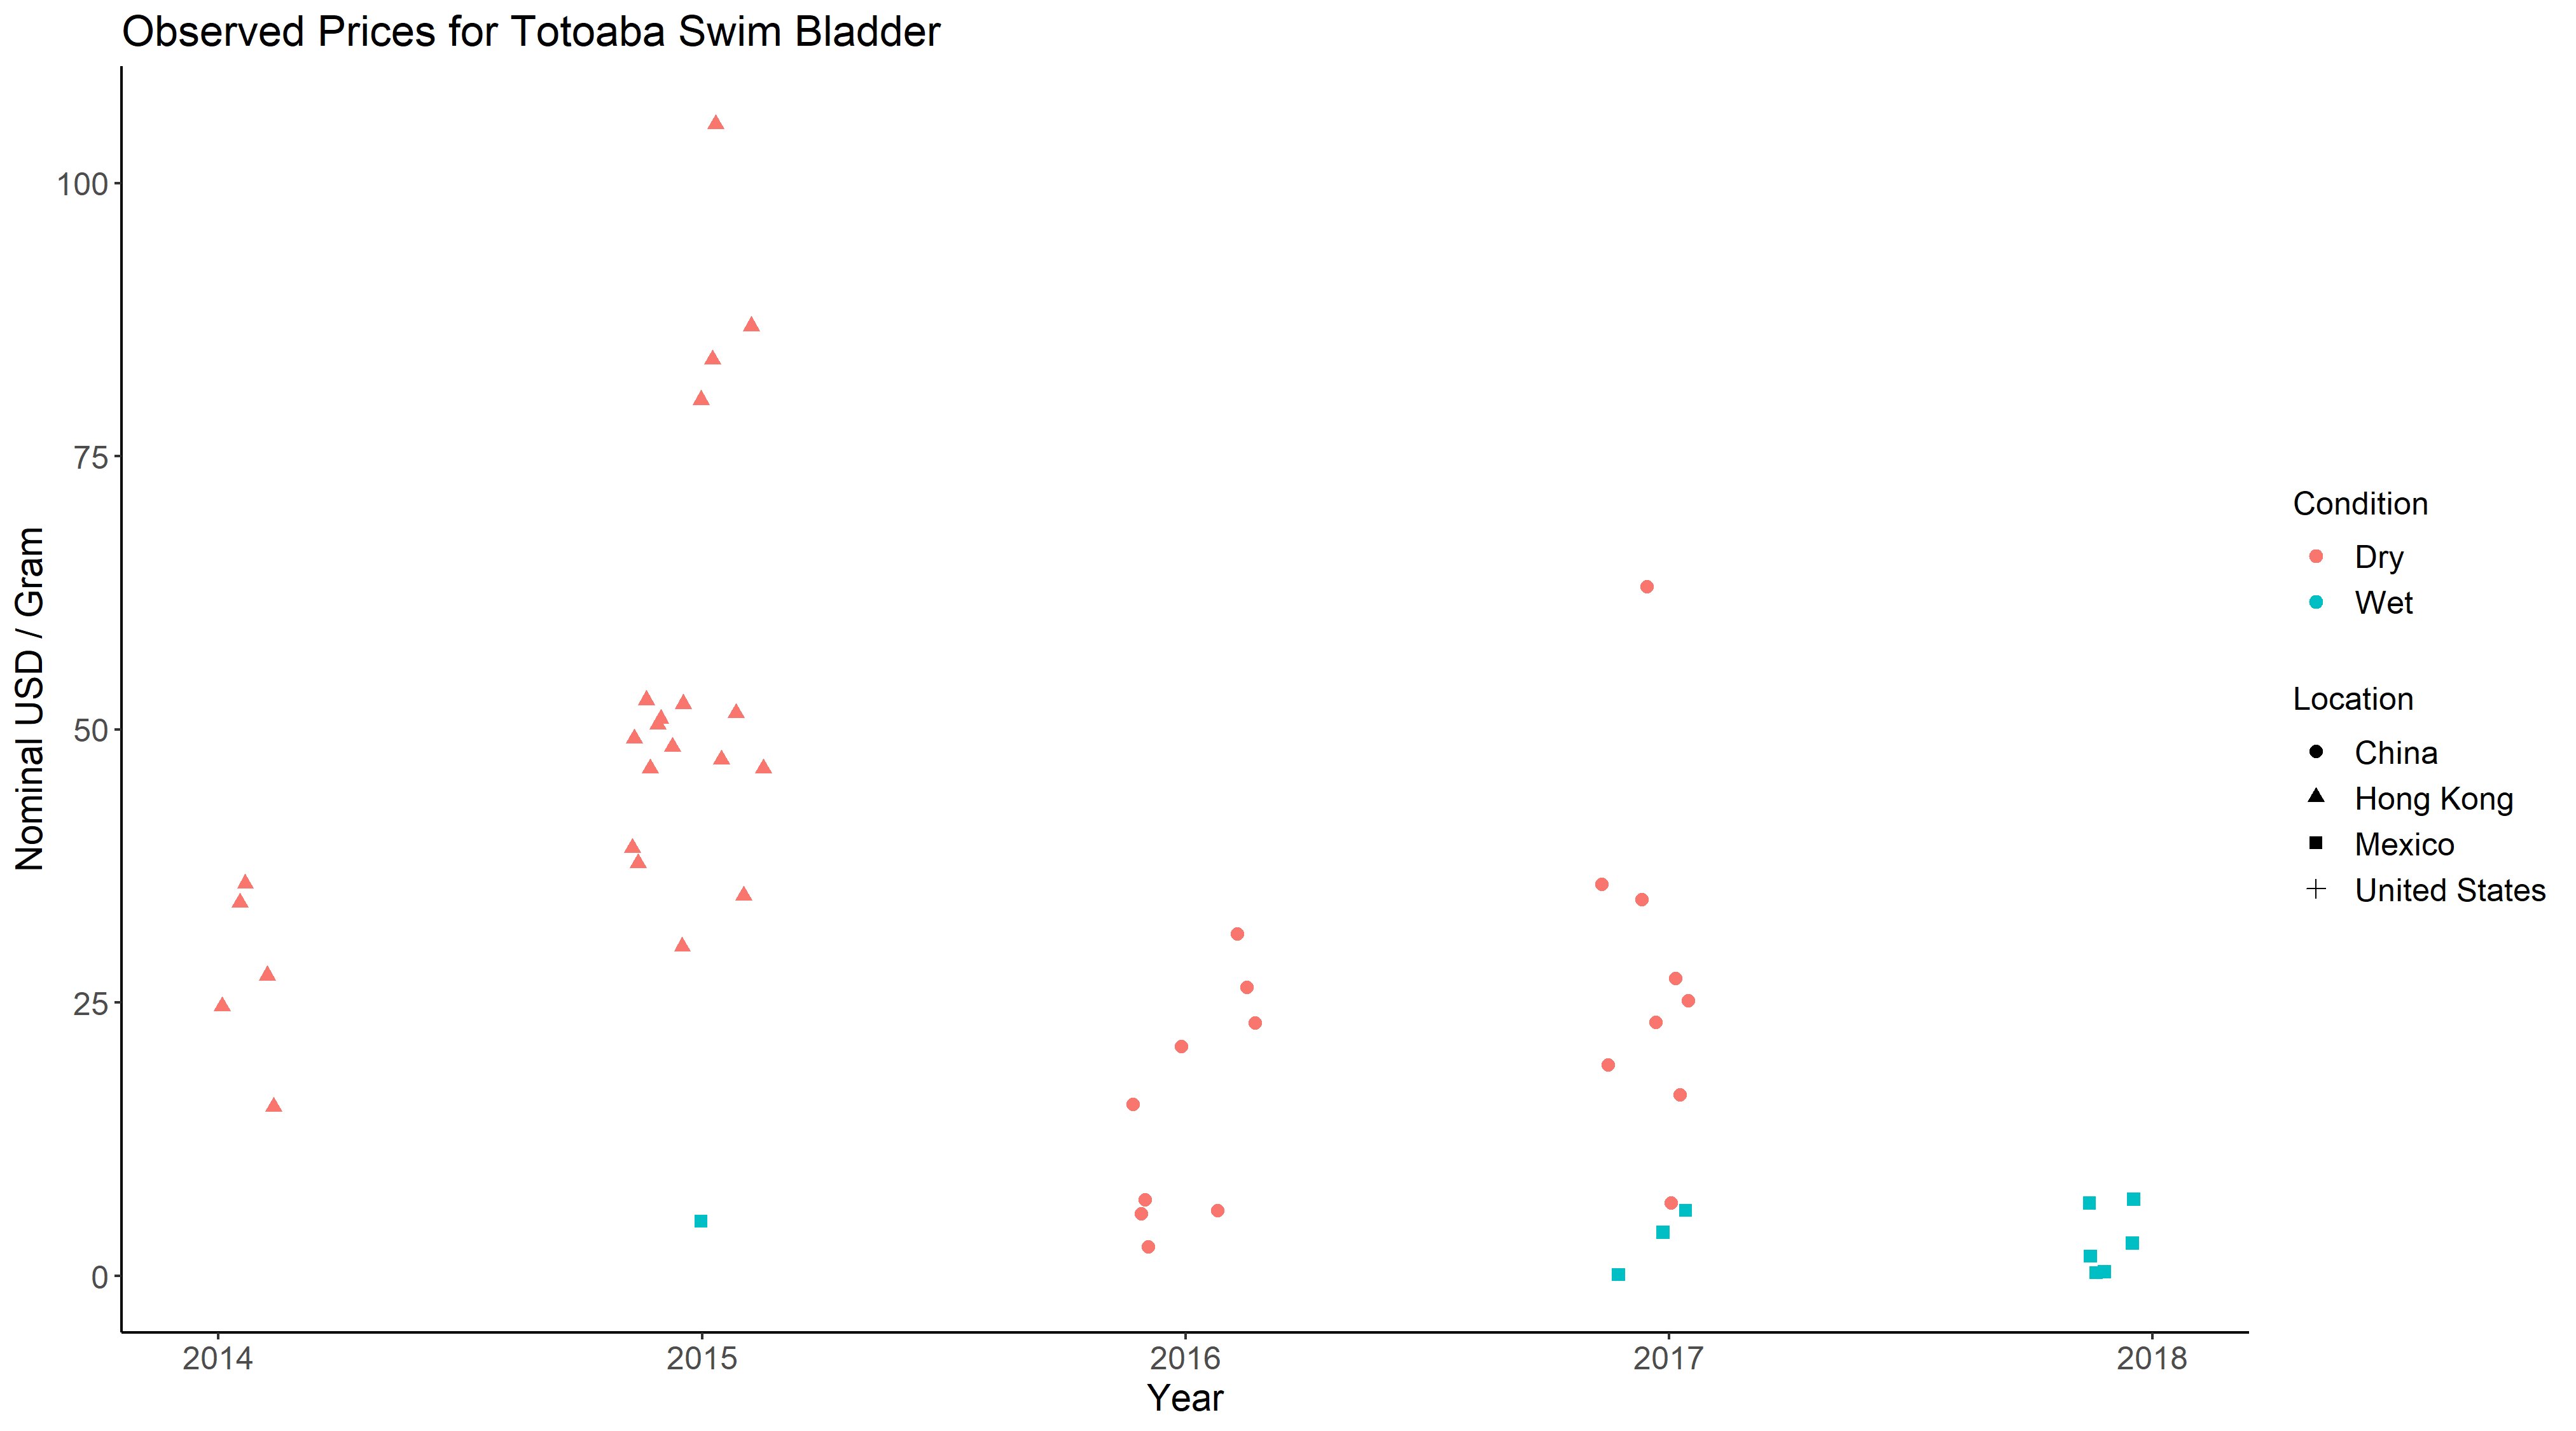 Observed Prices for Totoaba Swim Bladder
Nominal USD / Gram
100
75
50
25
0
2014 2015 2016 2017 2018
Year
Condition
Dry
Wet
Location
China
Hong Kong
Mexico
United States